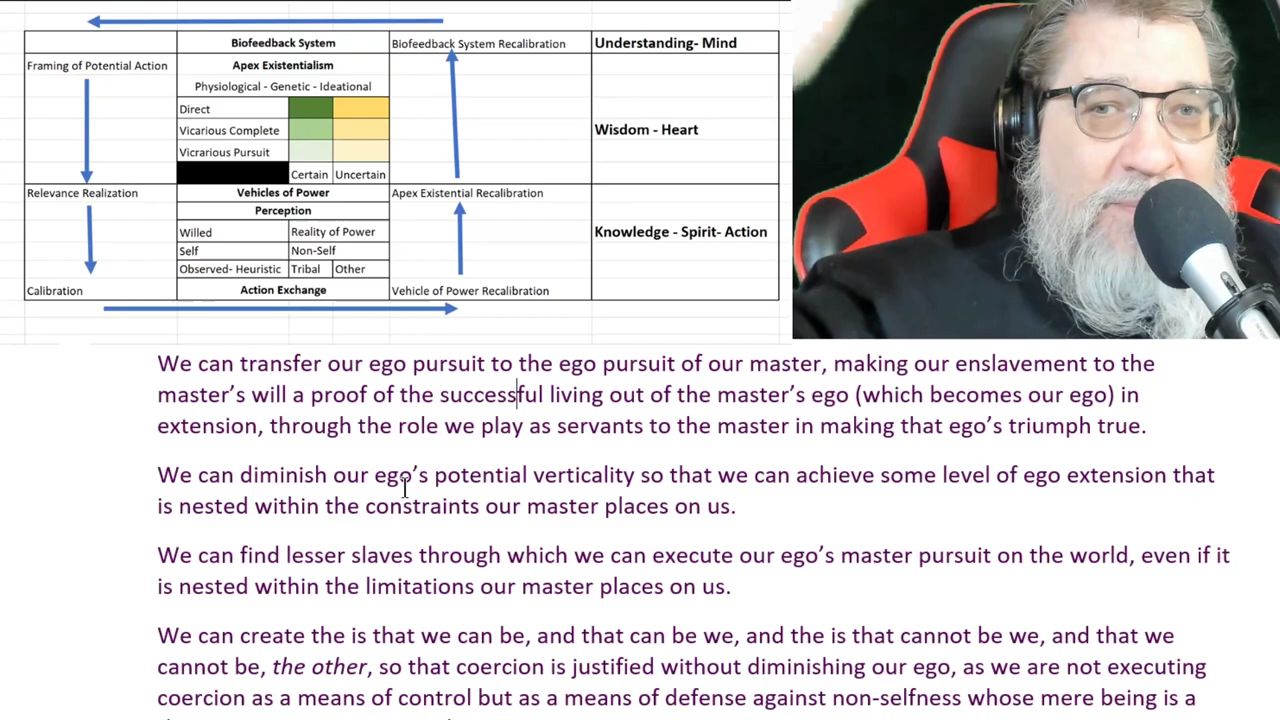 Biofeedback System Biofeedback System Recalibration Understanding- Mind
Framing of Potential Action Apex Existentialism
Physiological - Genetic - Ideational
Direct
Vicarious Complete Wisdom - Heart
Vicrarious Pursuit
Certain Uncertain
Relevance Realization Vehicles of Power Apex Existential Recalibration
Perception
Willed Reality of Power Knowledge - Spirit- Action
Self Non-Self
Observed- Heuristic Tribal Other
Calibration Action Exchange Vehicle of Power Recalibration
We can transfer our ego pursuit to the ego pursuit of our master, making our enslavement to the
master’s will a proof of the successful living out of the master’s ego (which becomes our ego) in
extension, through the role we play as servants to the master in making that ego’s triumph true.
We can diminish our ego’s potential verticality so that we can achieve some level of ego extension that
is nested within the constraints our master places on us.
We can find lesser slaves through which we can execute our ego’s master pursuit on the world, even if it
is nested within the limitations our master places on us.
We can create the is that we can be, and that can be we, and the is that cannot be we, and that we
cannot be, the other, so that coercion is justified without diminishing our ego, as we are not executing
coercion as a means of control but as a means of defense against non-selfness whose mere being is a